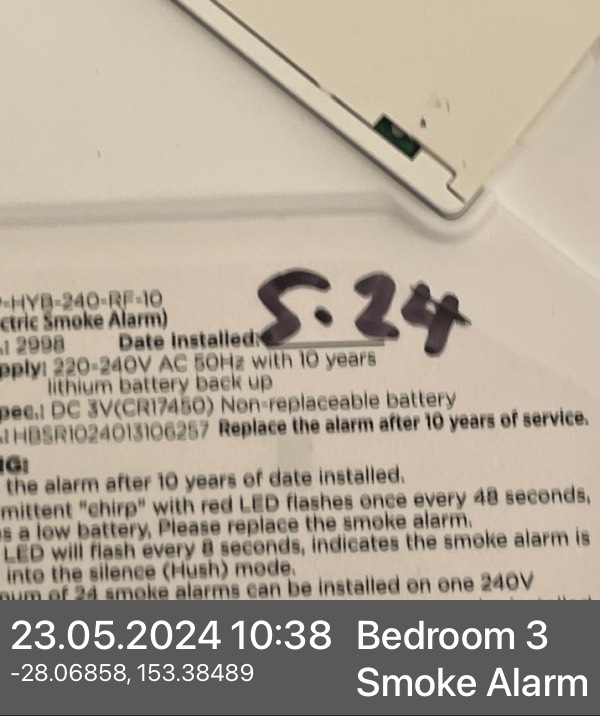 -HYB-240-RF-10
ctric Smoke Alarm)
.: 2998 Date Installed: 5.24
pply: 220-240V AC 50Hz with 10 years
lithium battery back up
pec.: DC 3V(CR17450) Non-replaceable battery
.: HBSR1024013106257 Replace the alarm after 10 years of service.
IG:
the alarm after 10 years of date installed.
mittent "chirp" with red LED flashes once every 48 seconds,
s a low battery, Please replace the smoke alarm.
LED will flash every 8 seconds, indicates the smoke alarm is
into the silence (Hush) mode.
num of 24 smoke alarms can be installed on one 240V
23.05.2024 10:38 Bedroom 3
-28.06858, 153.38489 Smoke Alarm